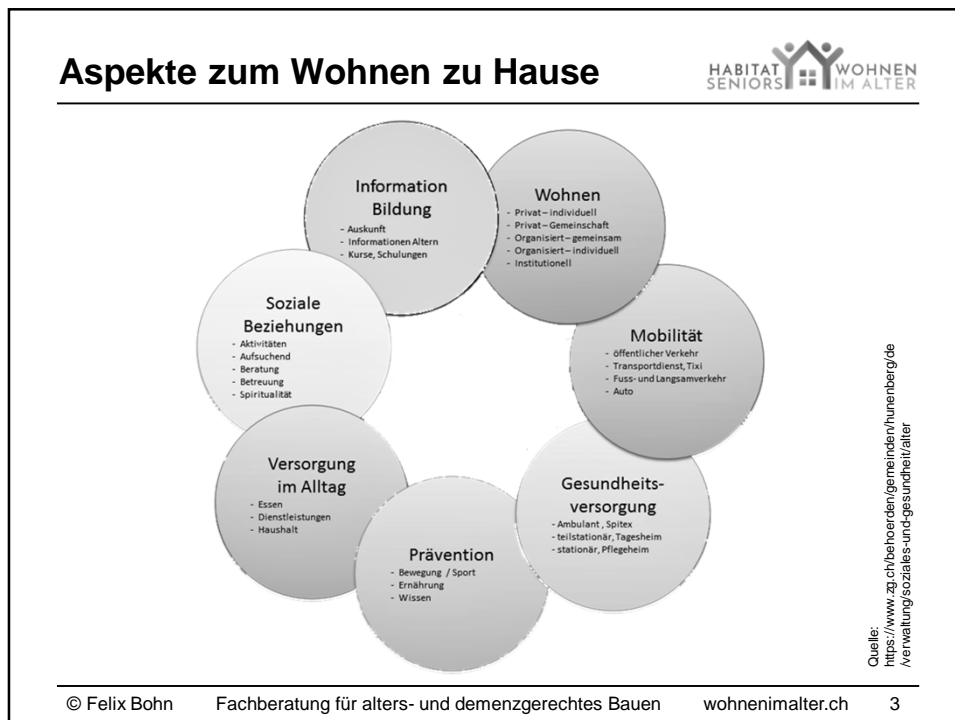 Aspekte zum Wohnen zu Hause
HABITAT WOHNEN
SENIORS IM ALTER
Information
Bildung
- Auskunft
- Informationen Altern
- Kurse, Schulungen
Wohnen
- Privat – individuell
- Privat – Gemeinschaft
- Organisiert – gemeinsam
- Organisiert – individuell
- Institutionell
Mobilität
- öffentlicher Verkehr
- Transportdienst, Tixi
- Fuss- und Langsamverkehr
- Auto
Gesundheits-
versorgung
- Ambulant , Spitex
- teilstationär, Tagesheim
- stationär, Pflegeheim
Prävention
- Bewegung / Sport
- Ernährung
- Wissen
Versorgung
im Alltag
- Essen
- Dienstleistungen
- Haushalt
Soziale
Beziehungen
- Aktivitäten
- Aufsuchend
- Beratung
- Betreuung
- Spiritualität
Quelle:
https://www.zg.ch/behoerden/gemeinden/hunenberg/de
/verwaltung/soziales-und-gesundheit/alter
© Felix Bohn Fachberatung für alters- und demenzgerechtes Bauen wohnenimalter.ch 3